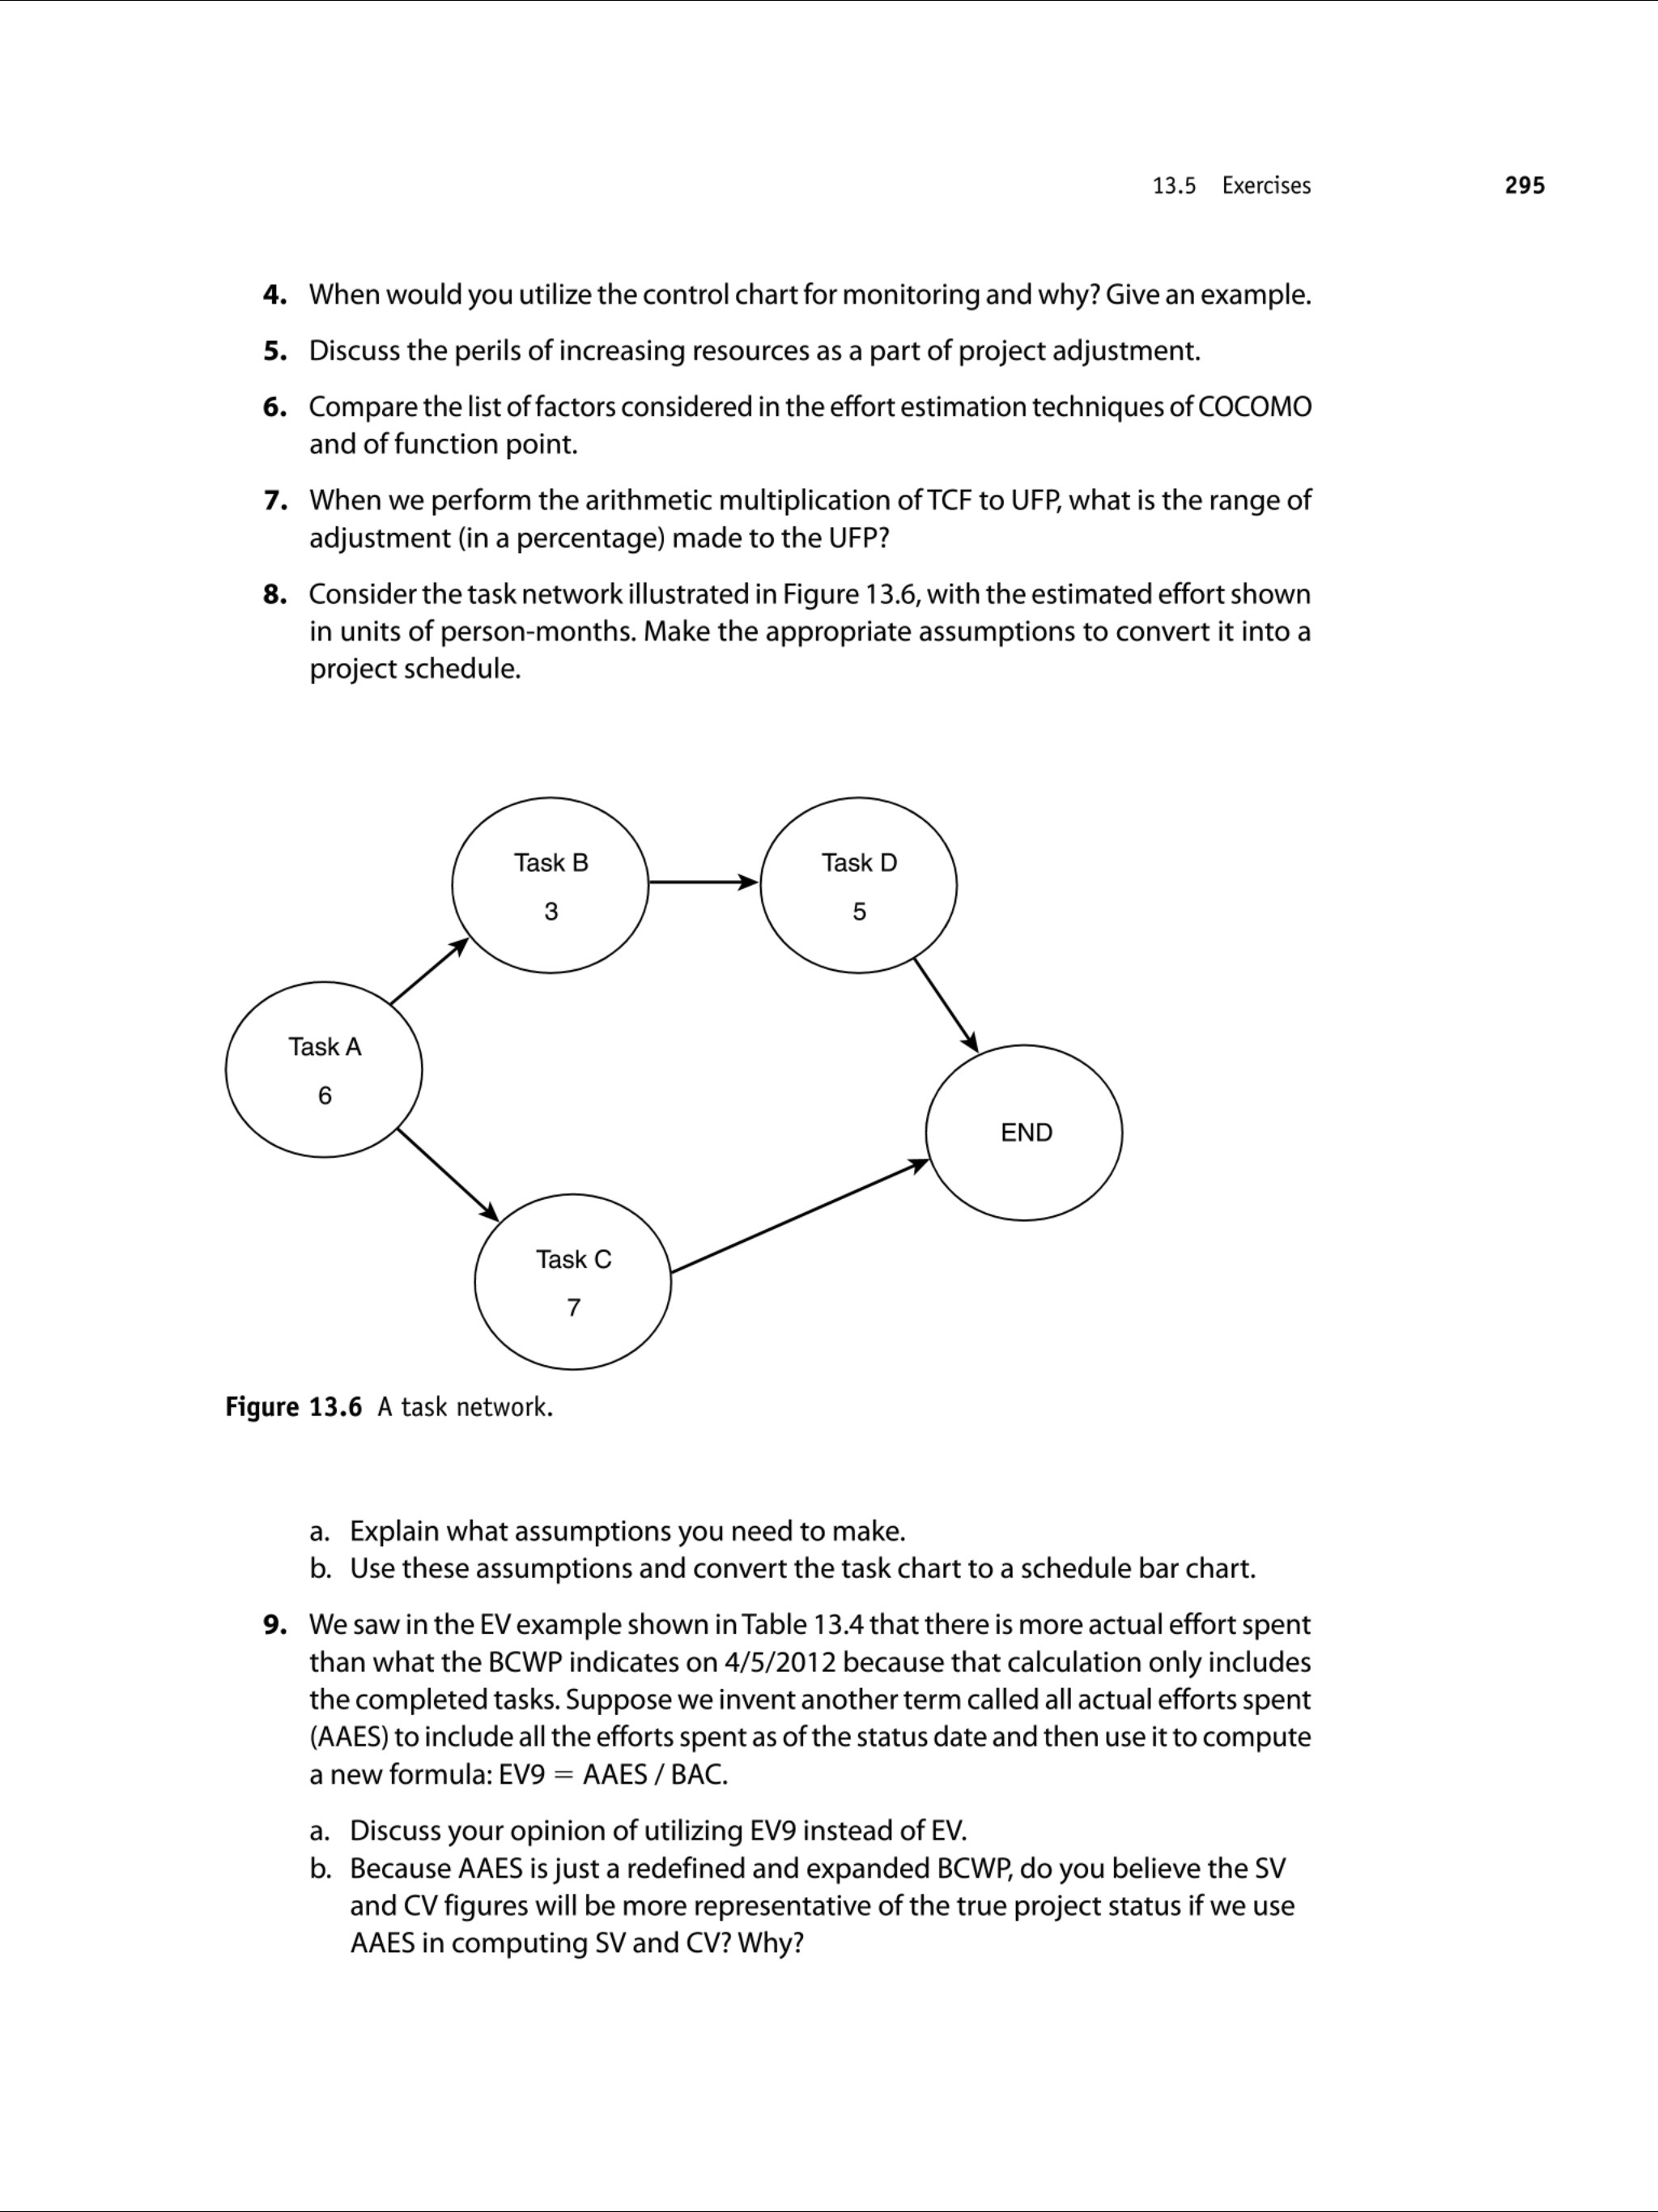 13.5 Exercises 295
4. When would you utilize the control chart for monitoring and why? Give an example.
5. Discuss the perils of increasing resources as a part of project adjustment.
6. Compare the list of factors considered in the effort estimation techniques of COCOMO
and of function point.
7. When we perform the arithmetic multiplication of TCF to UFP, what is the range of
adjustment (in a percentage) made to the UFP?
8. Consider the task network illustrated in Figure 13.6, with the estimated effort shown
in units of person-months. Make the appropriate assumptions to convert it into a
project schedule.
Task B
3
Task D
5
Task A
6
END
Task C
7
Figure 13.6 A task network.
a. Explain what assumptions you need to make.
b. Use these assumptions and convert the task chart to a schedule bar chart.
9. We saw in the EV example shown in Table 13.4 that there is more actual effort spent
than what the BCWP indicates on 4/5/2012 because that calculation only includes
the completed tasks. Suppose we invent another term called all actual efforts spent
(AAES) to include all the efforts spent as of the status date and then use it to compute
a new formula: EV9 = AAES / BAC.
a. Discuss your opinion of utilizing EV9 instead of EV.
b. Because AAES is just a redefined and expanded BCWP, do you believe the SV
and CV figures will be more representative of the true project status if we use
AAES in computing SV and CV? Why?